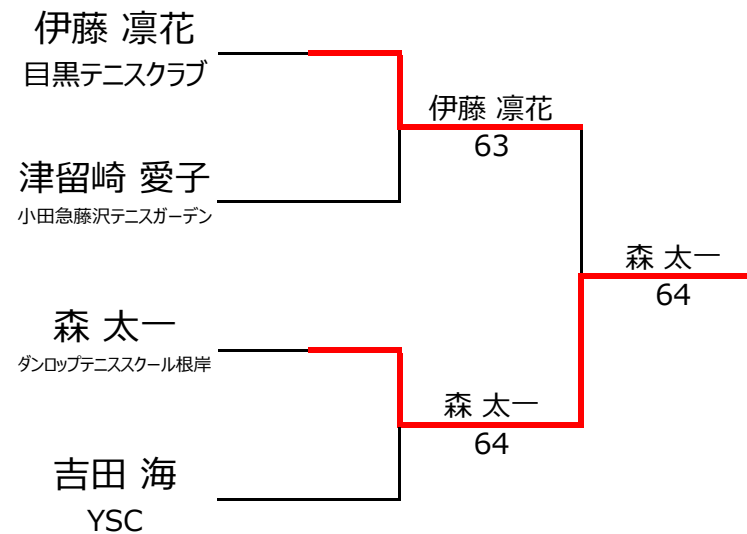 伊藤 凛花
目黒テニスクラブ
伊藤 凛花
63
津留崎 愛子
小田急藤沢テニスガーデン
森 太一
64
森 太一
ダンロップテニススクール根岸
森 太一
64
吉田 海
YSC